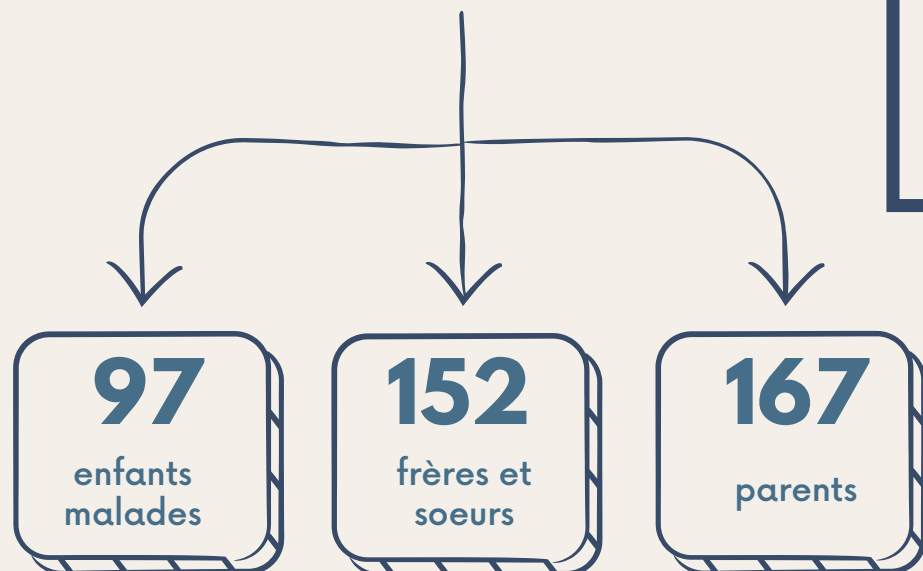 97
enfants
malades
152
frères et
soeurs
167
parents